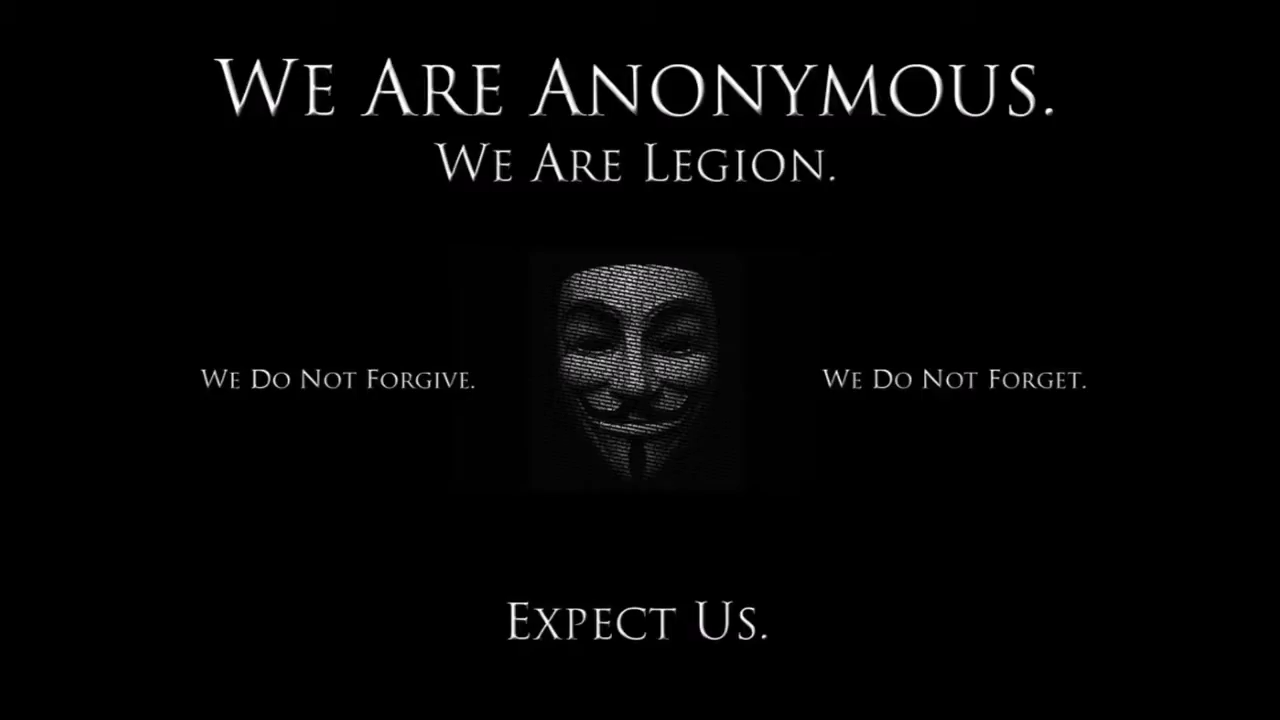 We Are Anonymous.
We Are Legion.
We Do Not Forgive.
We Do Not Forget.
Expect Us.